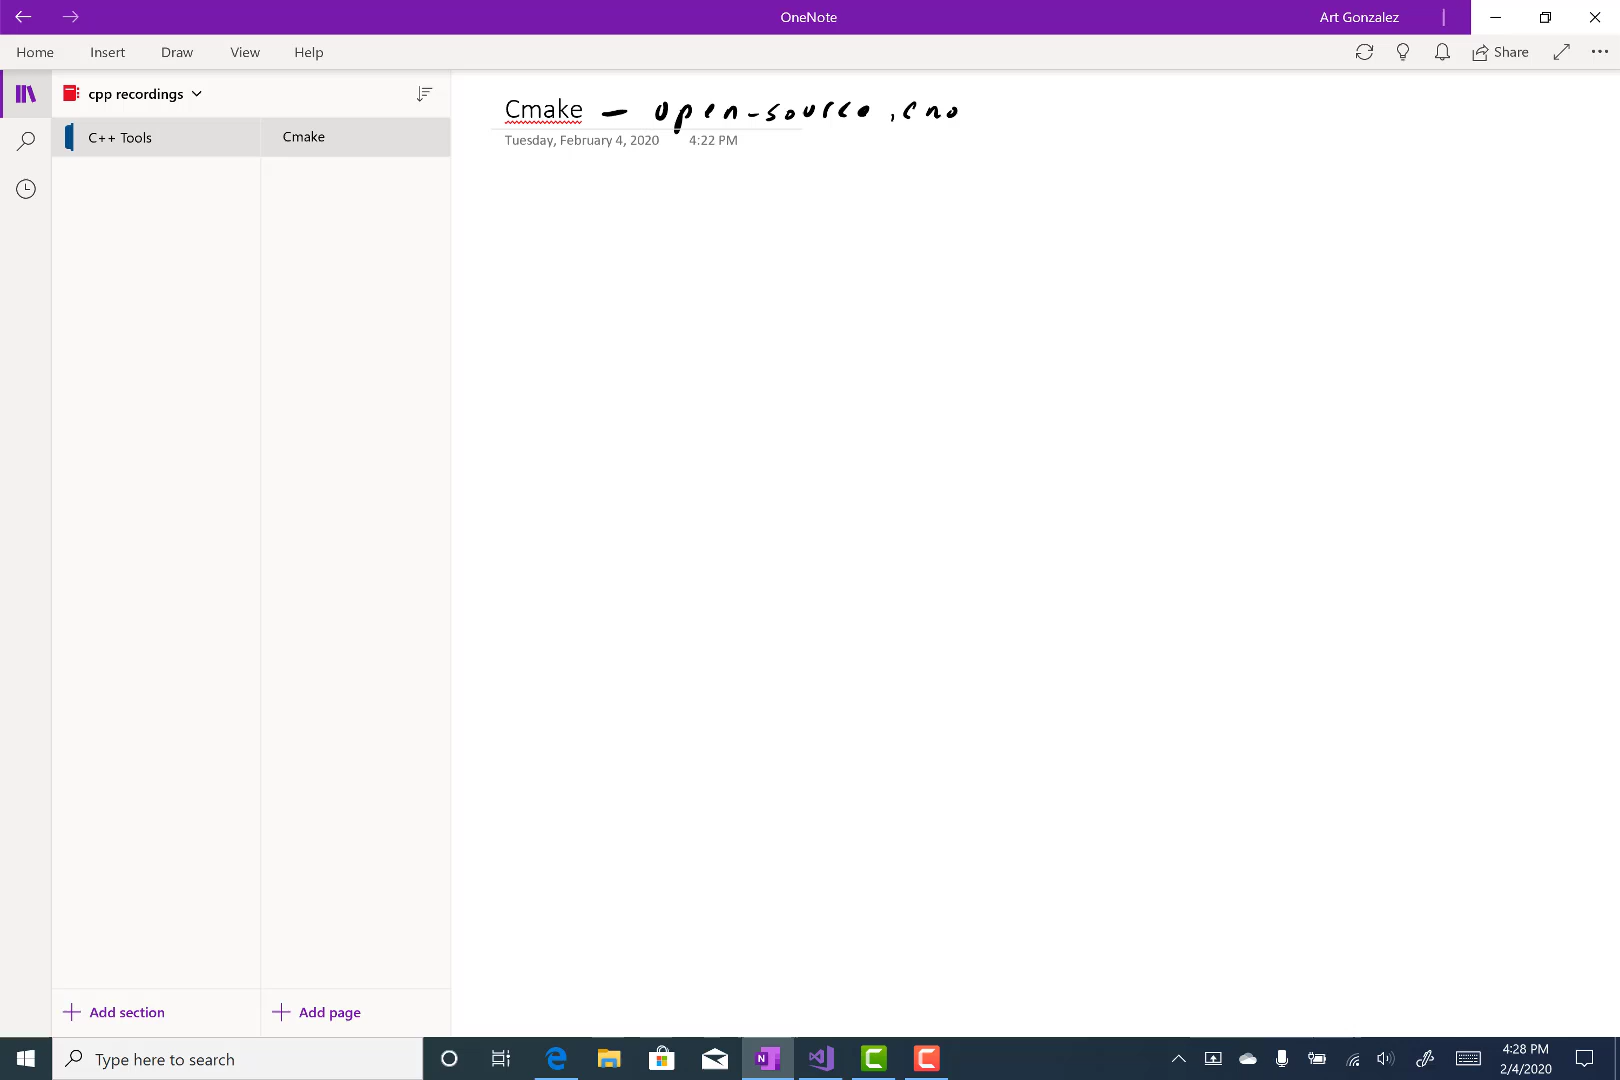 OneNote
Art Gonzalez
Home Insert Draw View Help
Share
cpp recordings
C++ Tools
Cmake
Cmake — open-source, cno
Tuesday, February 4, 2020 4:22 PM
Add section
Add page
Type here to search
4:28 PM
2/4/2020